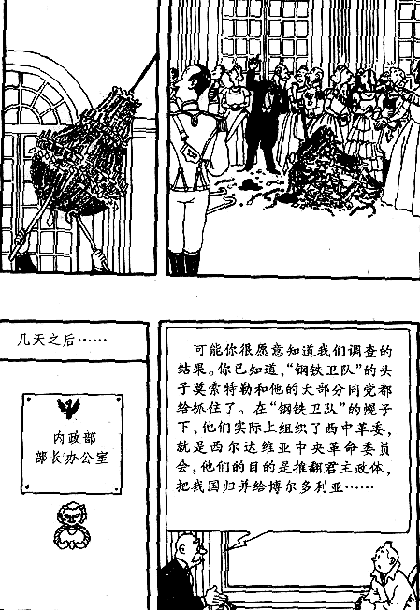 几天之后……
内政部
部长办公室
可能你很愿意知道我们调查的
结果。你已知道,“钢铁卫队”的头
子莫索特勒和他的大部分同党都
给抓住了。在“钢铁卫队”的幌子
下,他们实际上组织了西中革委,
就是西尔达维亚中央革命委员
会,他们的目的是推翻君主政体,
把我国归并给博尔多利亚……